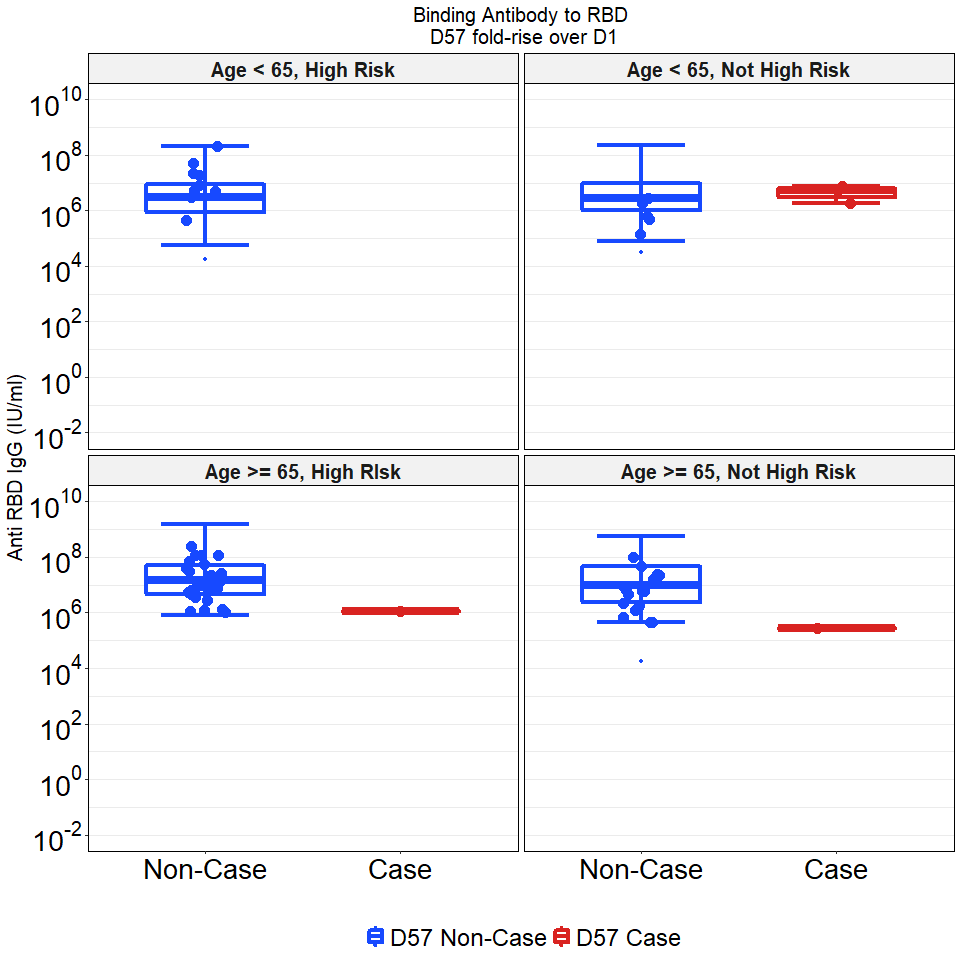 Binding Antibody to RBD
D57 fold-rise over D1
Age < 65, High Risk
Age < 65, Not High Risk
10^10
10^8
10^6
10^4
10^2
10^0
10^-2
Anti RBD IgG (IU/ml)
Age >= 65, High RIsk
Age >= 65, Not High Risk
10^10
10^8
10^6
10^4
10^2
10^0
10^-2
Non-Case Case Non-Case Case
D57 Non-Case D57 Case